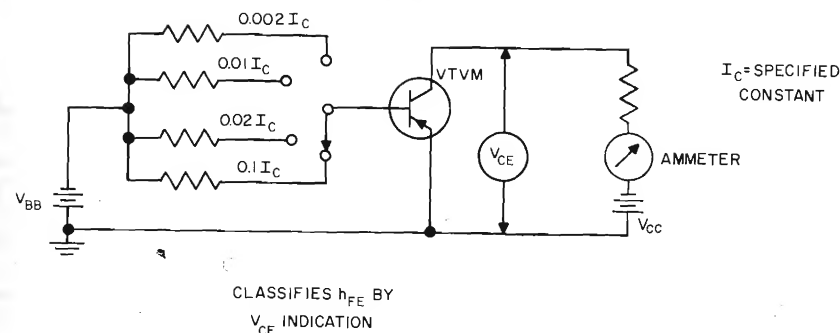 0.002 I_C
0.01 I_C
0.02 I_C
0.1 I_C
V_BB
VTVM
V_CE
I_C = SPECIFIED
CONSTANT
AMMETER
V_CC
CLASSIFIES h_FE BY
V_CE INDICATION